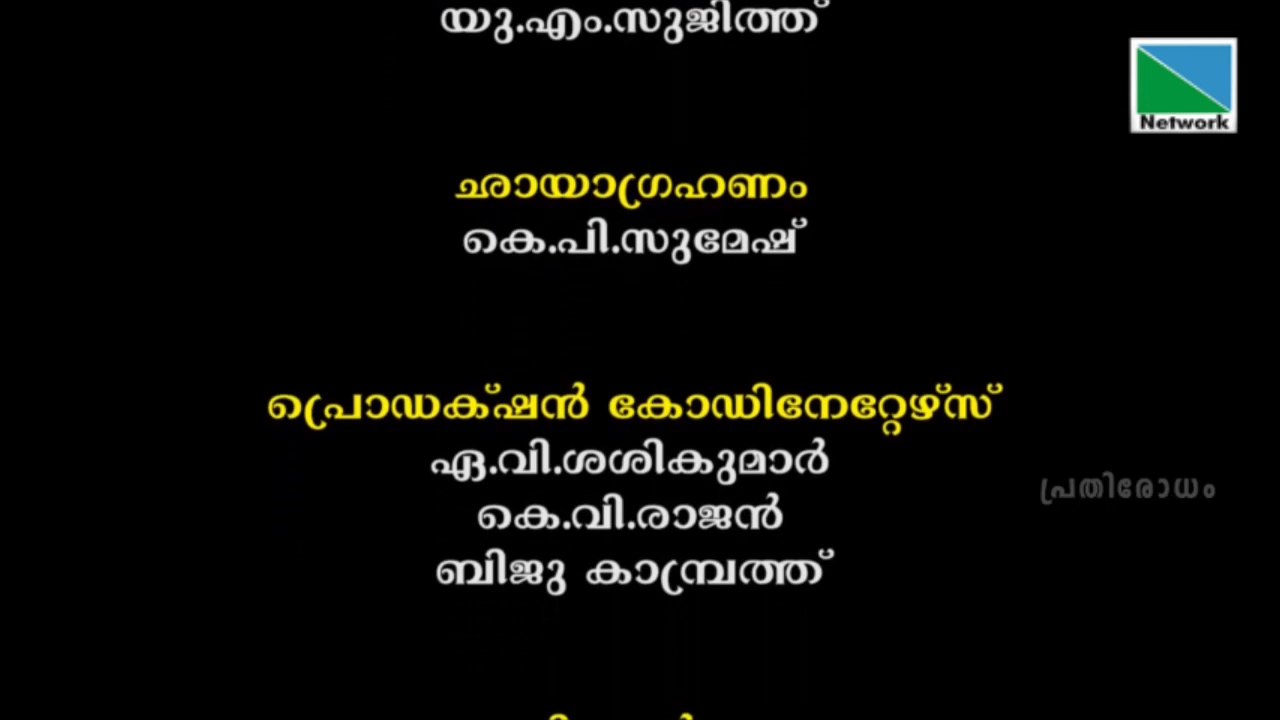 യു.എം.സുജിത്ത്
Network
ഛായാഗ്രഹണം
കെ.പി.സുമേഷ്
പ്രൊഡക്ഷൻ കോഡിനേറ്റേഴ്സ്
ഏ.വി.ശശികുമാർ
കെ.വി.രാജൻ
പ്രതിരോധം
ബിജു കാമ്പ്രത്ത്